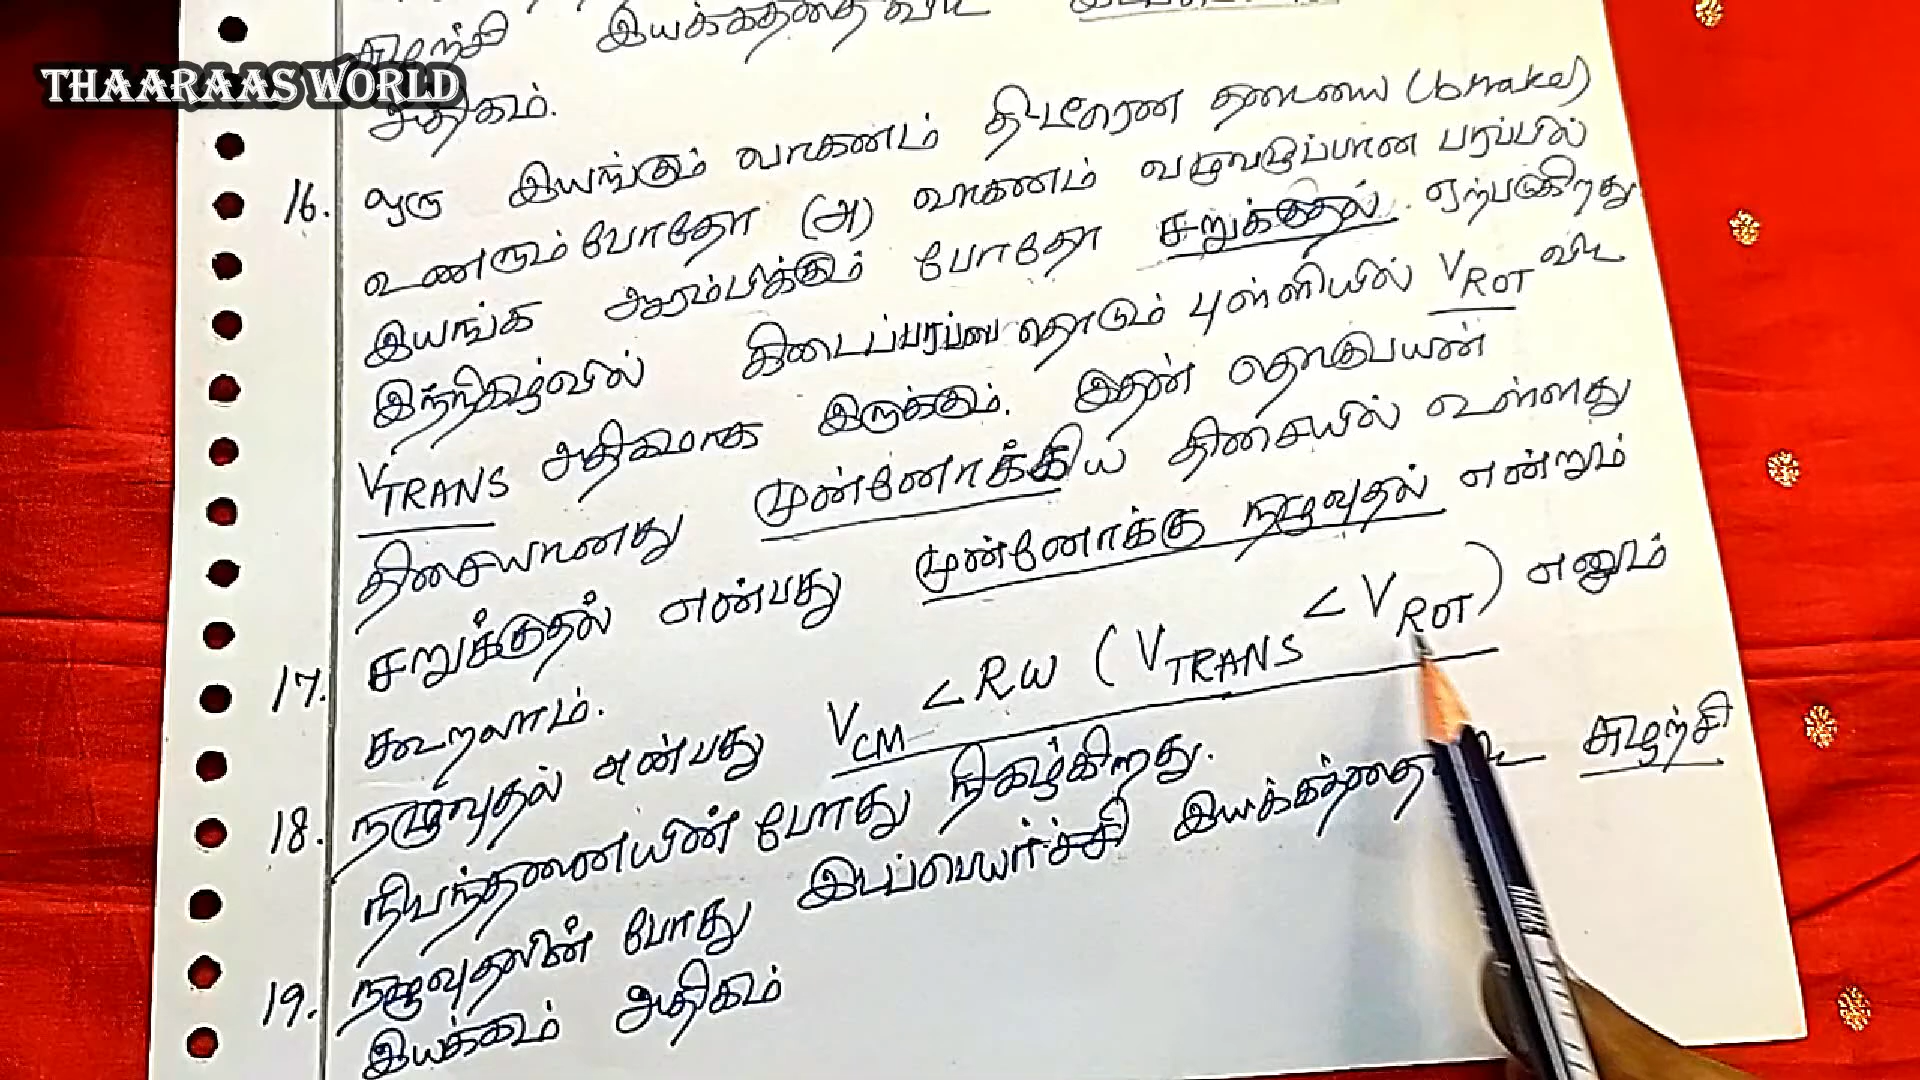 THAARAAS WORLD
சுழற்சி இயக்கத்தை விட
அதிகம்.
16. ஒரு இயங்கும் வாகனம் திடீரென தடையை (brake)
உணரும்போதோ (அ) வாகனம் வழுவழுப்பான பரப்பில்
இயங்க ஆரம்பிக்கும் போதோ சறுக்குதல் ஏற்படுகிறது
இந்நிகழ்வில் கிடைப்பரப்பை தொடும் புள்ளியில் VROT விட
VTRANS அதிகமாக இருக்கும். இதன் தொகுபயன்
திசையானது முன்னோக்கிய திசையில் உள்ளது
17. சறுக்குதல் என்பது முன்னோக்கு நழுவுதல் என்றும்
கூறலாம்.
18. நழுவுதல் என்பது VCM < RW (VTRANS < VROT) எனும்
நிபந்தனையின் போது நிகழ்கிறது.
19. நழுவுதலின் போது இடப்பெயர்ச்சி இயக்கத்தை சுழற்சி
இயக்கம் அதிகம்